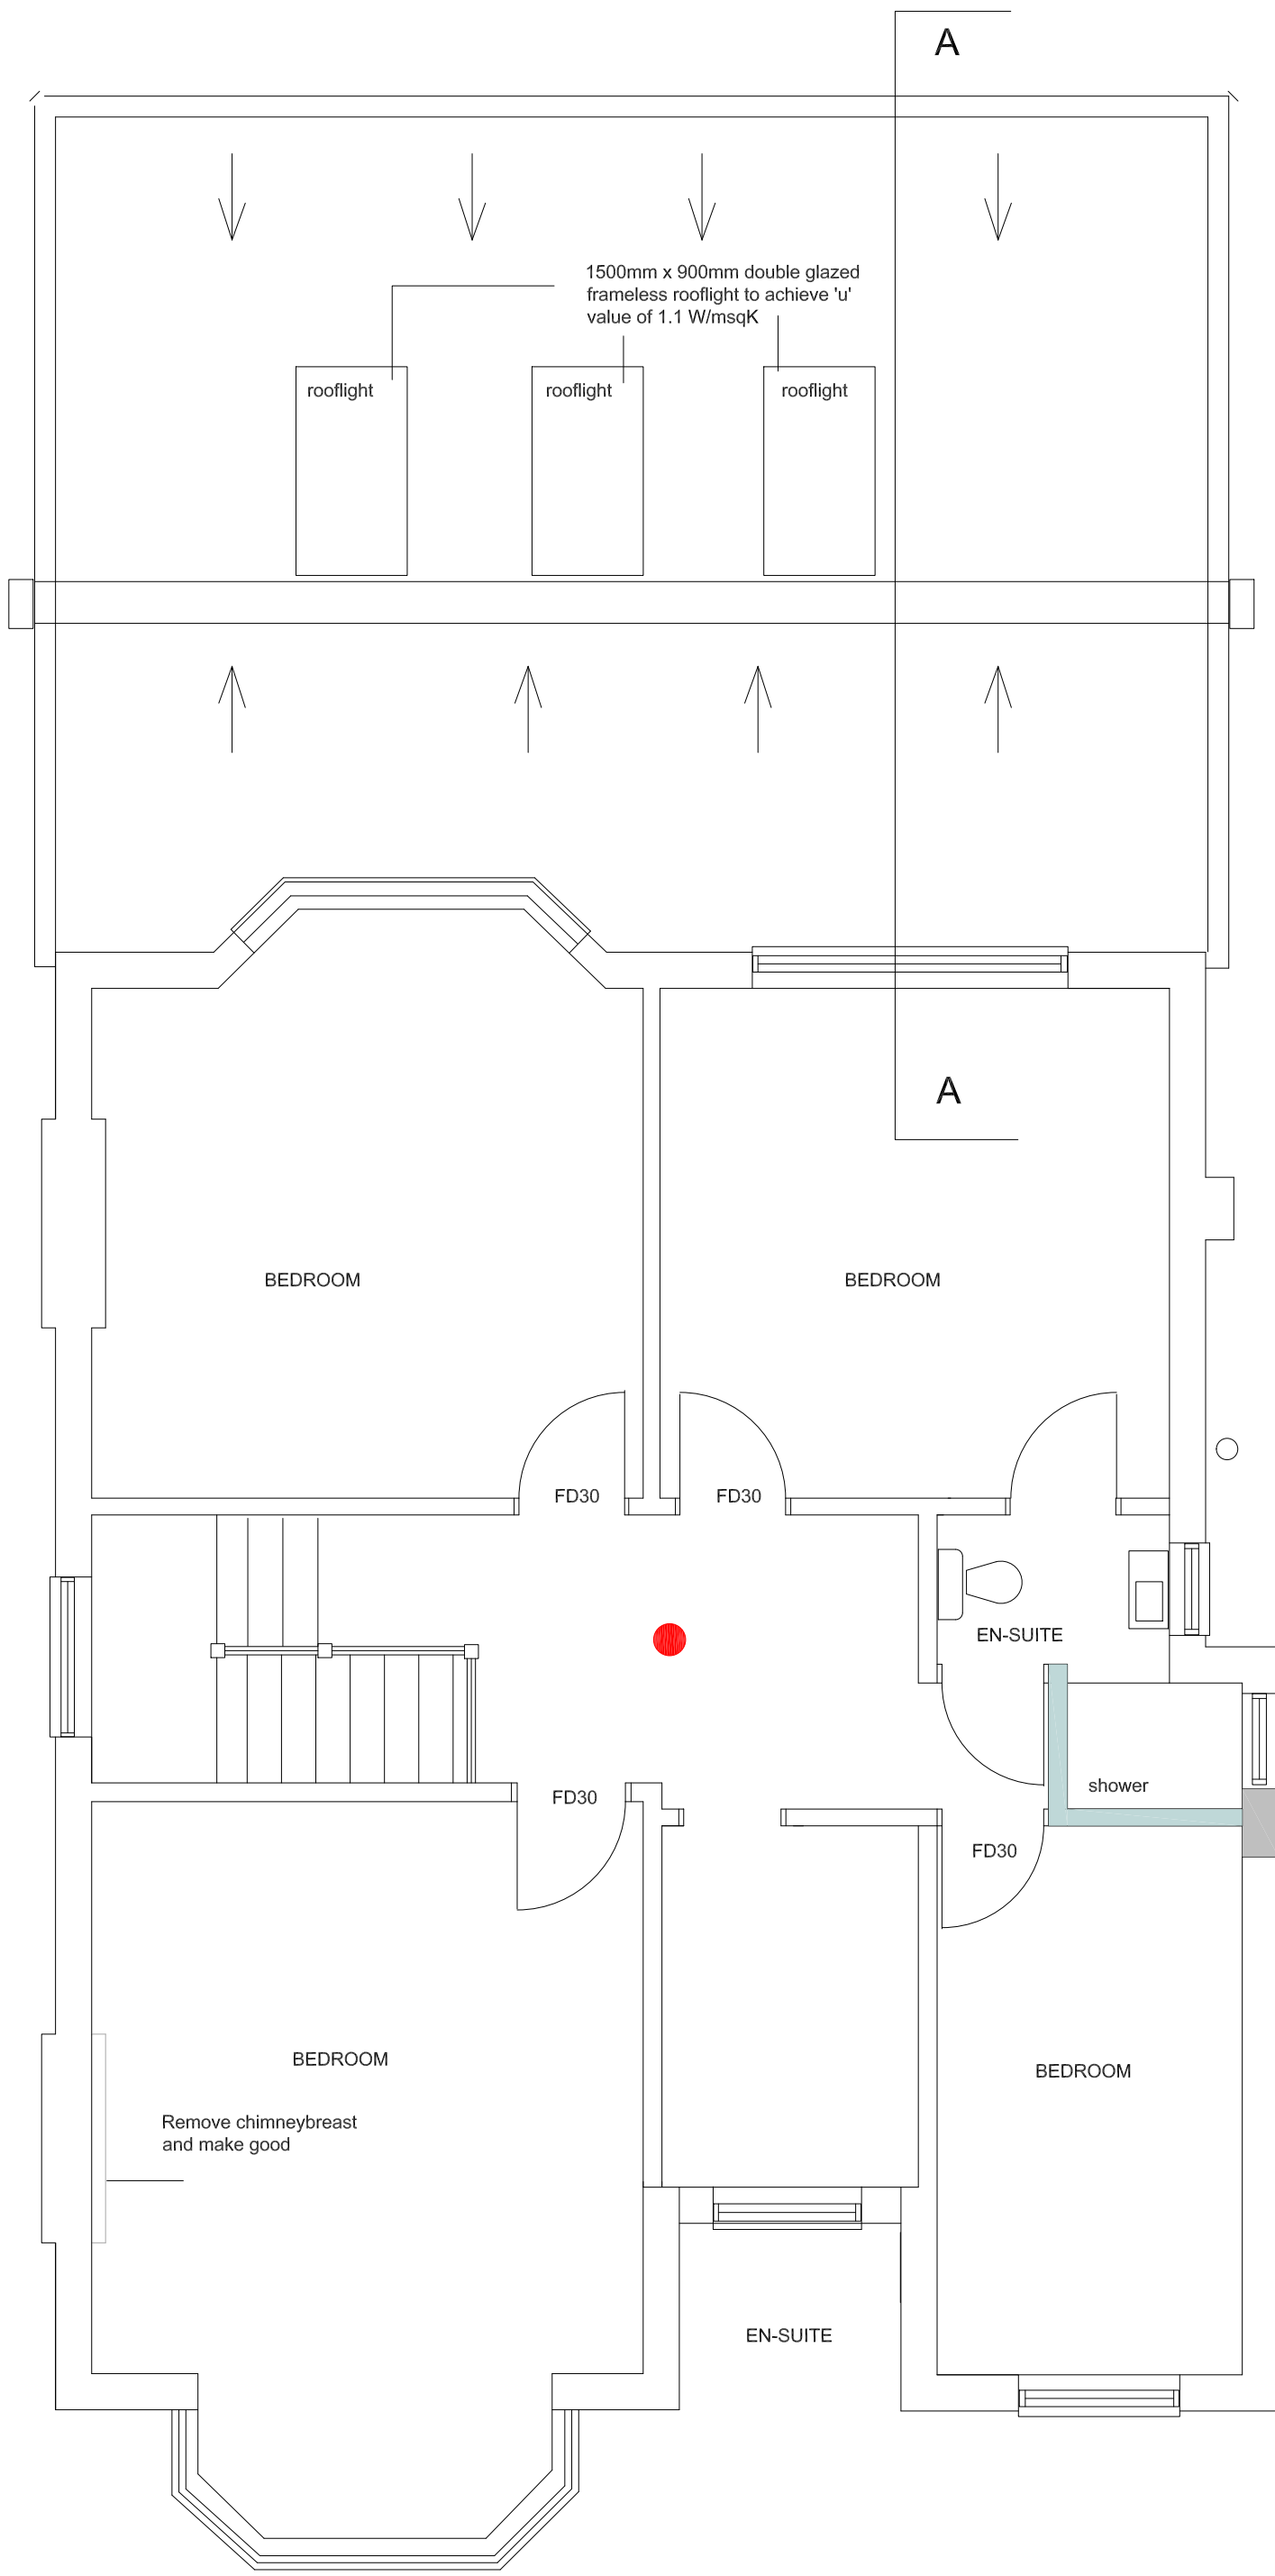 A
1500mm x 900mm double glazed
frameless rooflight to achieve 'u'
value of 1.1 W/msqK
rooflight
rooflight
rooflight
A
BEDROOM
BEDROOM
FD30
FD30
EN-SUITE
shower
FD30
FD30
BEDROOM
BEDROOM
Remove chimneybreast
and make good
EN-SUITE